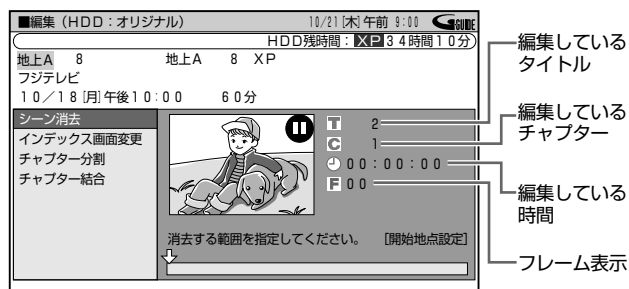 ■編集（HDD：オリジナル） 10/21[木]午前 9:00 GGUIDE
HDD残時間：XP34時間10分
地上A 8 地上A 8 XP
フジテレビ
10／18[月]午後10:00 60分
シーン消去
インデックス画面変更
チャプター分割
チャプター結合
T 2
C 1
00：00：00
F 00
消去する範囲を指定してください。 [開始地点設定]
編集している
タイトル
編集している
チャプター
編集している
時間
フレーム表示